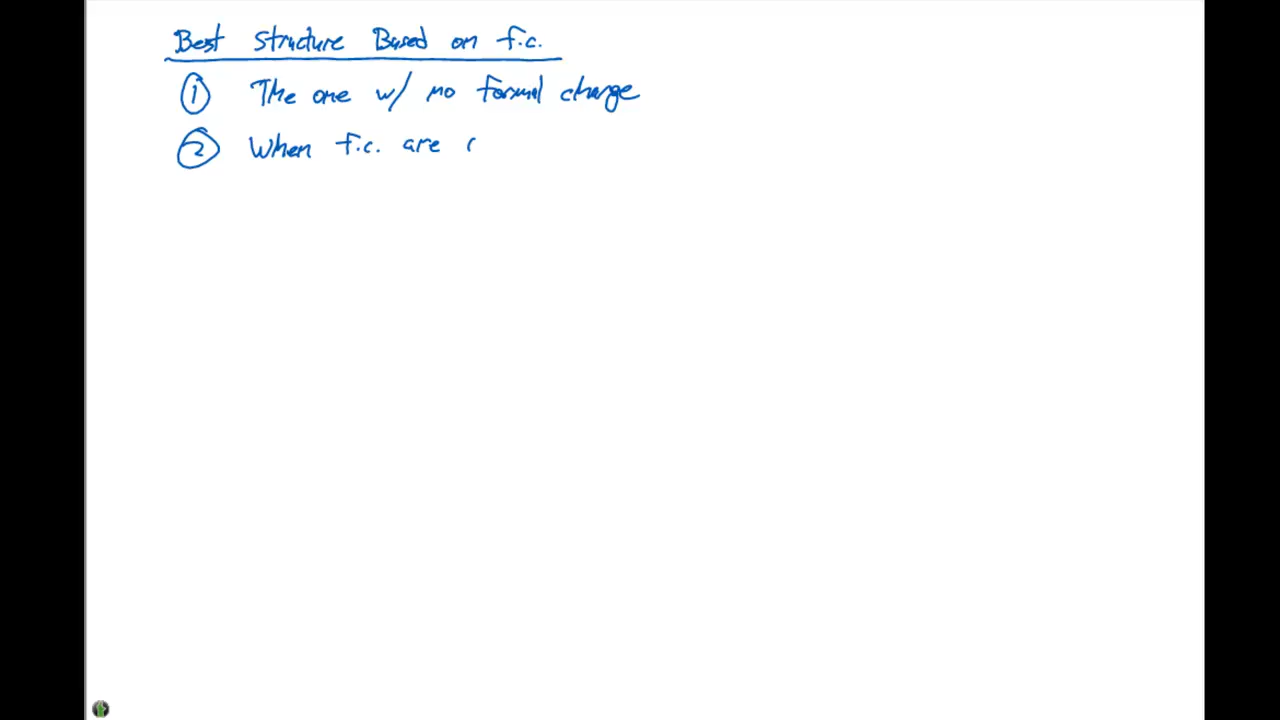 Best Structure Based on f.c.
① The one w/ no formal charge
② When f.c. are